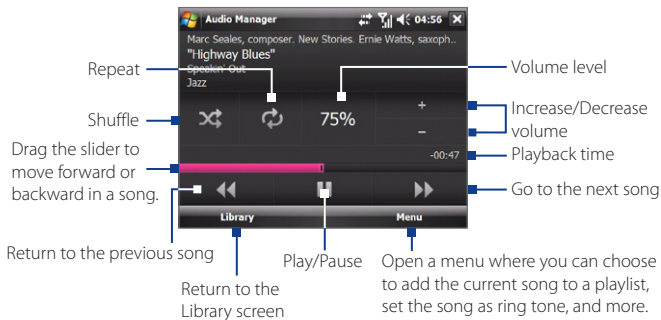 Audio Manager
04:56
Marc Seales, composer. New Stories. Ernie Watts, saxoph..
"Highway Blues"
Speakin' Out
Jazz
Repeat
Volume level
Shuffle
75%
+
−
Increase/Decrease
volume
Drag the slider to
move forward or
backward in a song.
-00:47
Playback time
Go to the next song
Library
Menu
Return to the previous song
Play/Pause
Return to the
Library screen
Open a menu where you can choose
to add the current song to a playlist,
set the song as ring tone, and more.